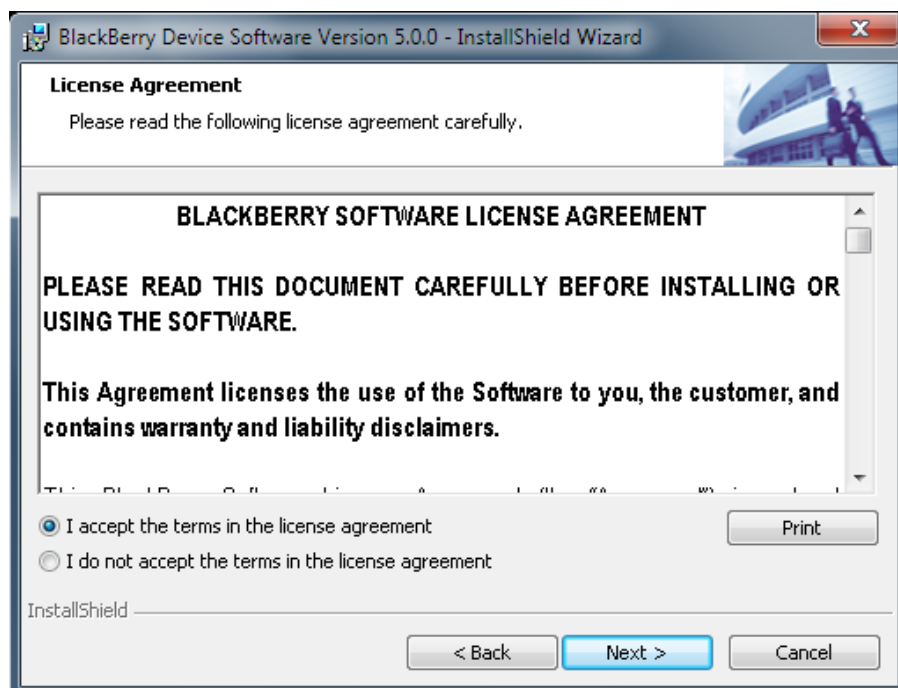 BlackBerry Device Software Version 5.0.0 - InstallShield Wizard
License Agreement
Please read the following license agreement carefully.
BLACKBERRY SOFTWARE LICENSE AGREEMENT
PLEASE READ THIS DOCUMENT CAREFULLY BEFORE INSTALLING OR
USING THE SOFTWARE.
This Agreement licenses the use of the Software to you, the customer, and
contains warranty and liability disclaimers.
I accept the terms in the license agreement
Print
I do not accept the terms in the license agreement
InstallShield
< Back
Next >
Cancel